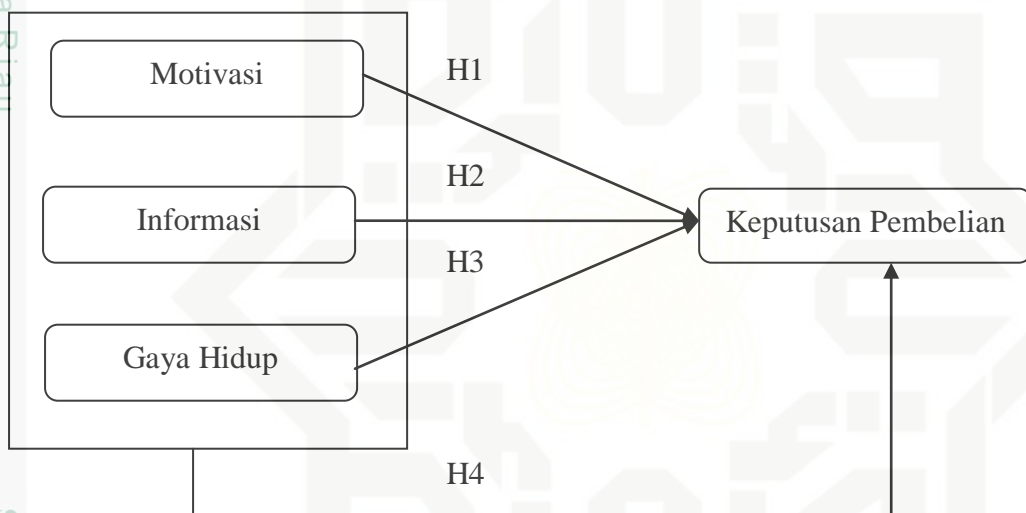 Motivasi
H1
H2
Informasi
Keputusan Pembelian
H3
Gaya Hidup
H4